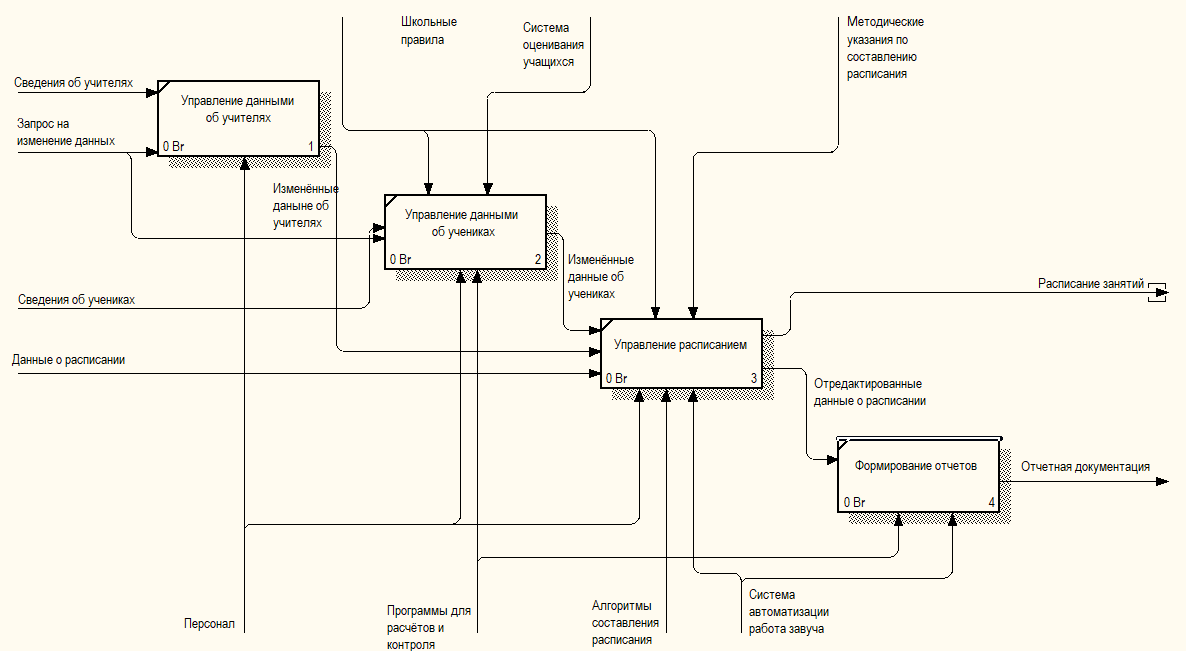 Школьные
правила
Система
оценивания
учащихся
Методические
указания по
составлению
расписания
Сведения об учителях
Запрос на
изменение данных
Управление данными
об учителях
0 Br
1
Изменённые
даныне об
учителях
Управление данными
об учениках
0 Br
2
Изменённые
данные об
учениках
Сведения об учениках
Расписание занятий
Данные о расписании
Управление расписанием
0 Br
3
Отредактированные
данные о расписании
Формирование отчетов
0 Br
4
Отчетная документация
Персонал
Программы для
расчётов и
контроля
Алгоритмы
составления
расписания
Система
автоматизации
работа завуча